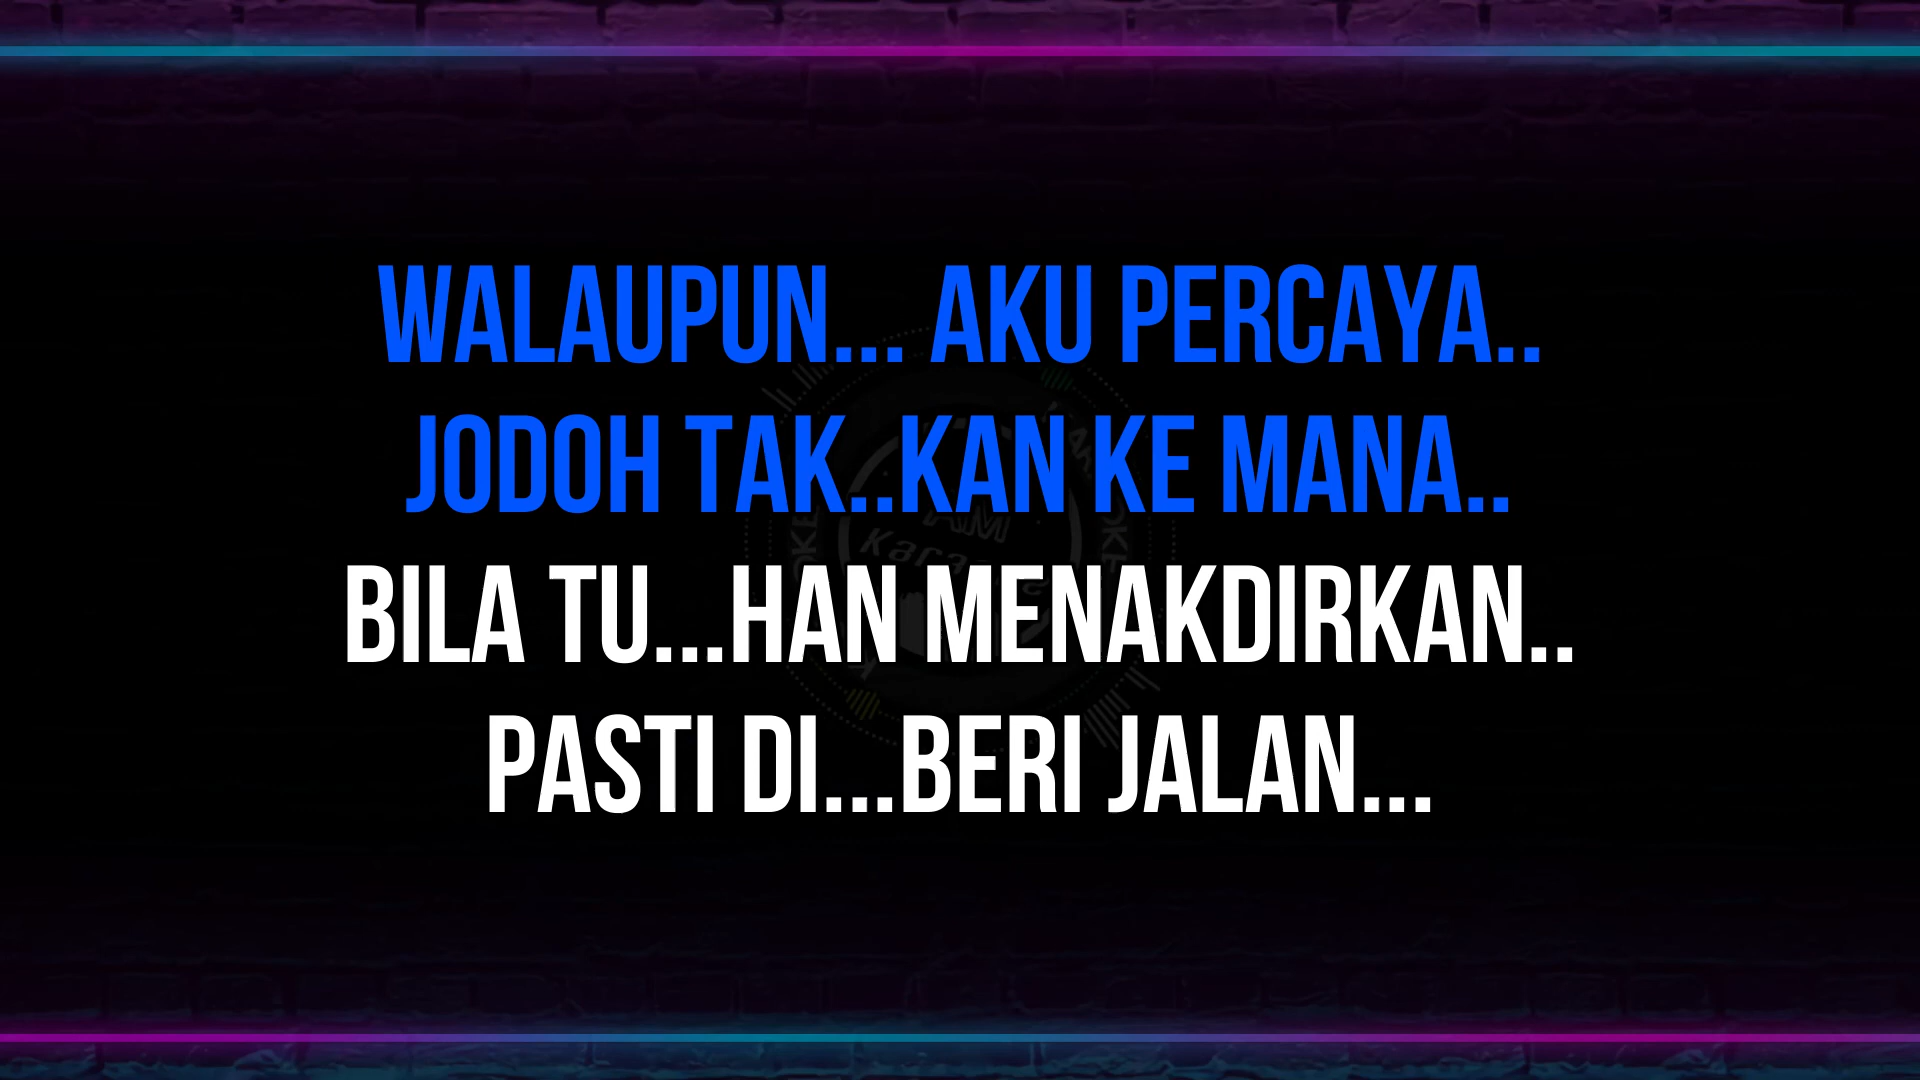 WALAUPUN... AKU PERCAYA..
JODOH TAK..KAN KE MANA..
BILA TU...HAN MENAKDIRKAN..
PASTI DI...BERI JALAN...